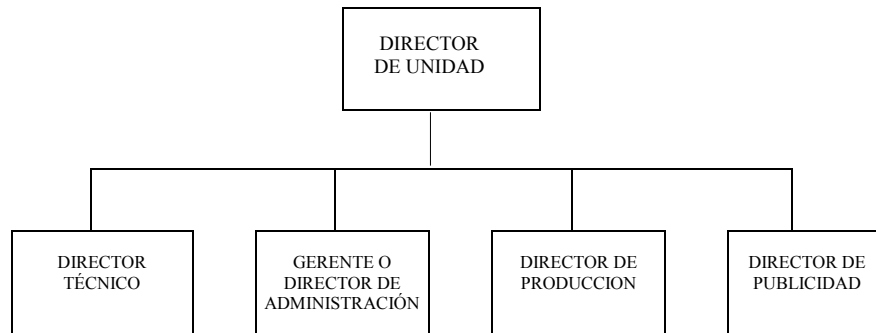 DIRECTOR
DE UNIDAD
DIRECTOR
TÉCNICO
GERENTE O
DIRECTOR DE
ADMINISTRACIÓN
DIRECTOR DE
PRODUCCION
DIRECTOR DE
PUBLICIDAD